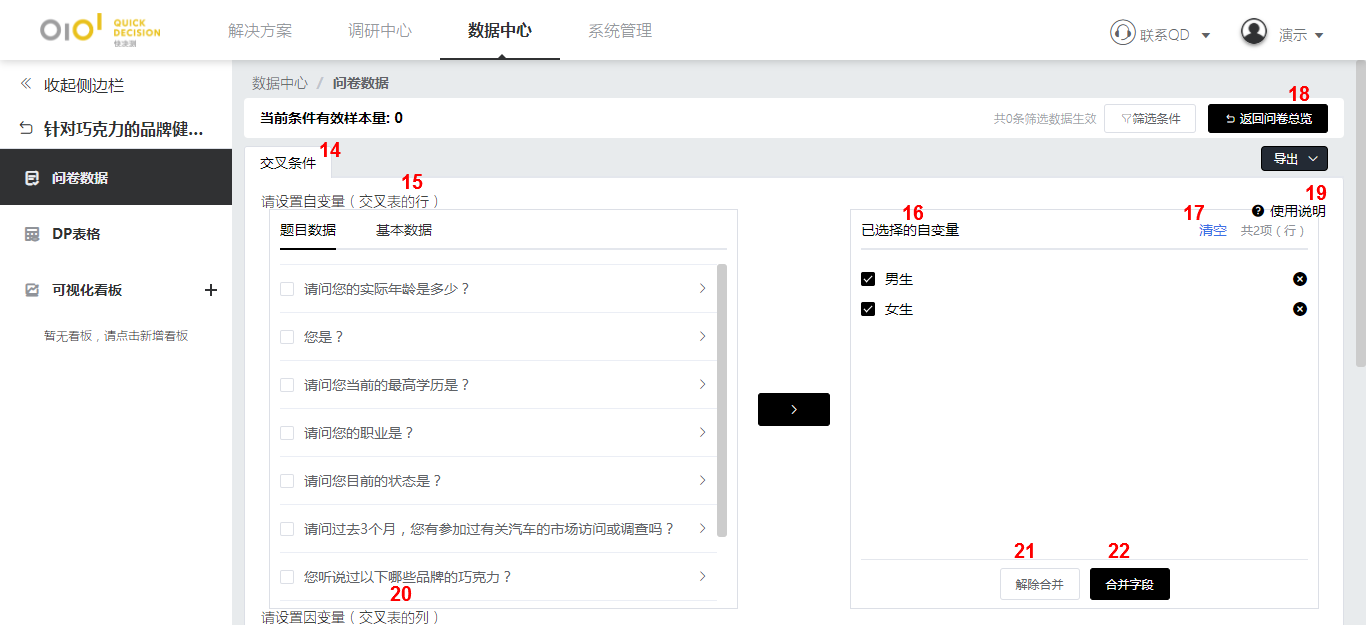 QUICK DECISION 快决测
解决方案 调研中心 数据中心 系统管理 联系QD 演示
收起侧边栏
针对巧克力的品牌健...
问卷数据
DP表格
可视化看板
暂无看板，请点击新增看板
数据中心 / 问卷数据
18
当前条件有效样本量: 0 共0条筛选数据生效 筛选条件 返回问卷总览
14
交叉条件 导出
15
请设置自变量（交叉表的行）
19
使用说明
题目数据 基本数据
请问您的实际年龄是多少？
您是？
请问您当前的最高学历是？
请问您的职业是？
请问您目前的状态是？
请问过去3个月，您有参加过有关汽车的市场访问或调查吗？
您听说过以下哪些品牌的巧克力？
16 17
已选择的自变量 清空 共2项（行）
男生
女生
21 22
解除合并 合并字段
20
请设置因变量（交叉表的列）